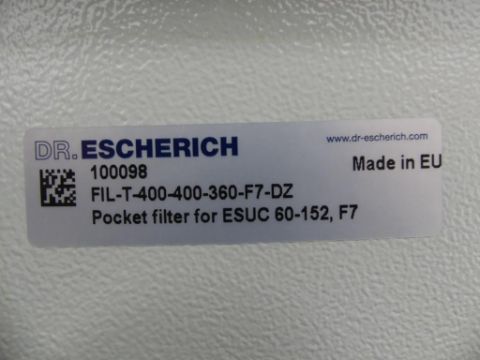 DR. ESCHERICH
www.dr-escherich.com
100098
Made in EU
FIL-T-400-400-360-F7-DZ
Pocket filter for ESUC 60-152, F7